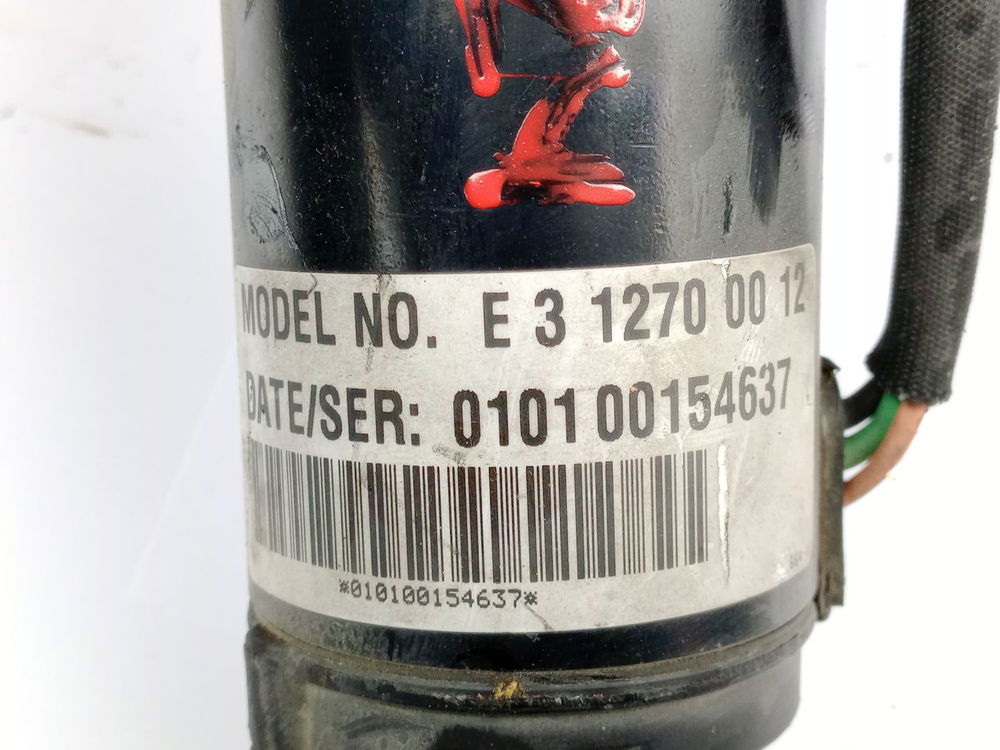 MODEL NO. E 3 1270 00 12
DATE/SER: 0101 00154637
*010100154637*